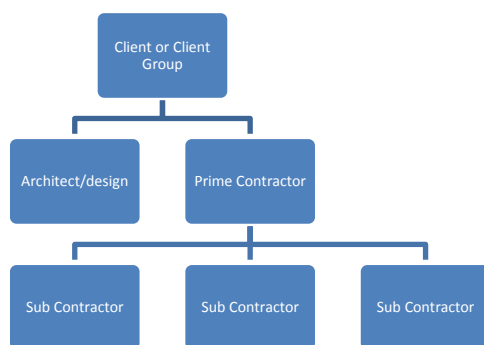 Client or Client
Group
Architect/design
Prime Contractor
Sub Contractor
Sub Contractor
Sub Contractor